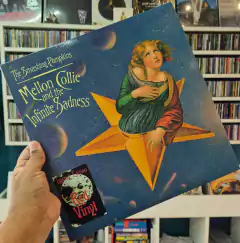 The Smashing Pumpkins
Mellon Collie
and the
Infinite Sadness
Vinyl